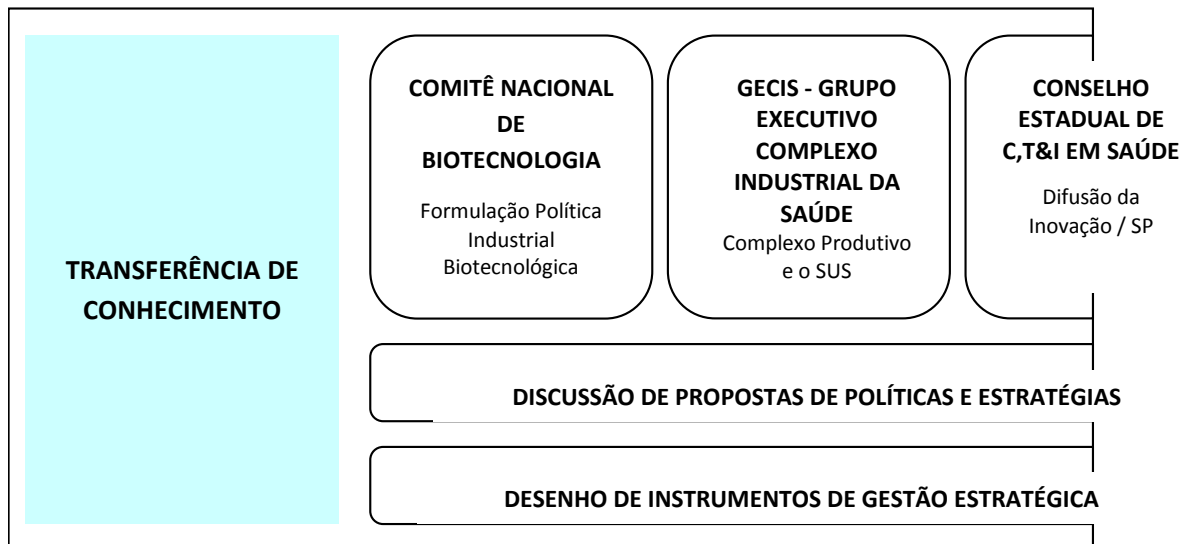 TRANSFERÊNCIA DE
CONHECIMENTO
COMITÊ NACIONAL
DE
BIOTECNOLOGIA
Formulação Política
Industrial
Biotecnológica
GECIS - GRUPO
EXECUTIVO
COMPLEXO
INDUSTRIAL DA
SAÚDE
Complexo Produtivo
e o SUS
CONSELHO
ESTADUAL DE
C,T&I EM SAÚDE
Difusão da
Inovação / SP
DISCUSSÃO DE PROPOSTAS DE POLÍTICAS E ESTRATÉGIAS
DESENHO DE INSTRUMENTOS DE GESTÃO ESTRATÉGICA